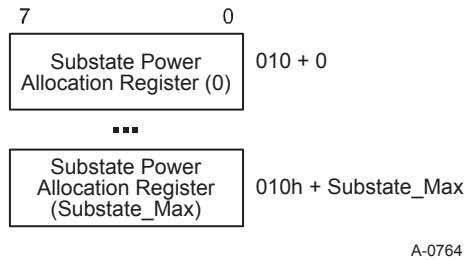 7 0
Substate Power
Allocation Register (0)
010 + 0
...
Substate Power
Allocation Register
(Substate_Max)
010h + Substate_Max
A-0764